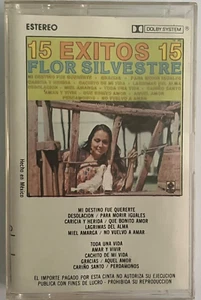 ESTEREO
DOLBY SYSTEM
15 EXITOS 15
FLOR SILVESTRE
Hecho en México
MI DESTINO FUE QUERERTE
DESOLACION / PARA MORIR IGUALES
CARICIA Y HERIDA / QUE BONITO AMOR
LAGRIMAS DEL ALMA
MIEL AMARGA / NO VUELVO A AMAR
TODA UNA VIDA
AMAR Y VIVIR
CACHITO DE MI VIDA
GRACIAS / AQUEL AMOR
CARIÑO SANTO / PERDAMONOS
EL IMPORTE PAGADO POR ESTA CINTA NO AUTORIZA SU EJECUCION
PUBLICA CON FINES DE LUCRO / PROHIBIDA SU REPRODUCCION